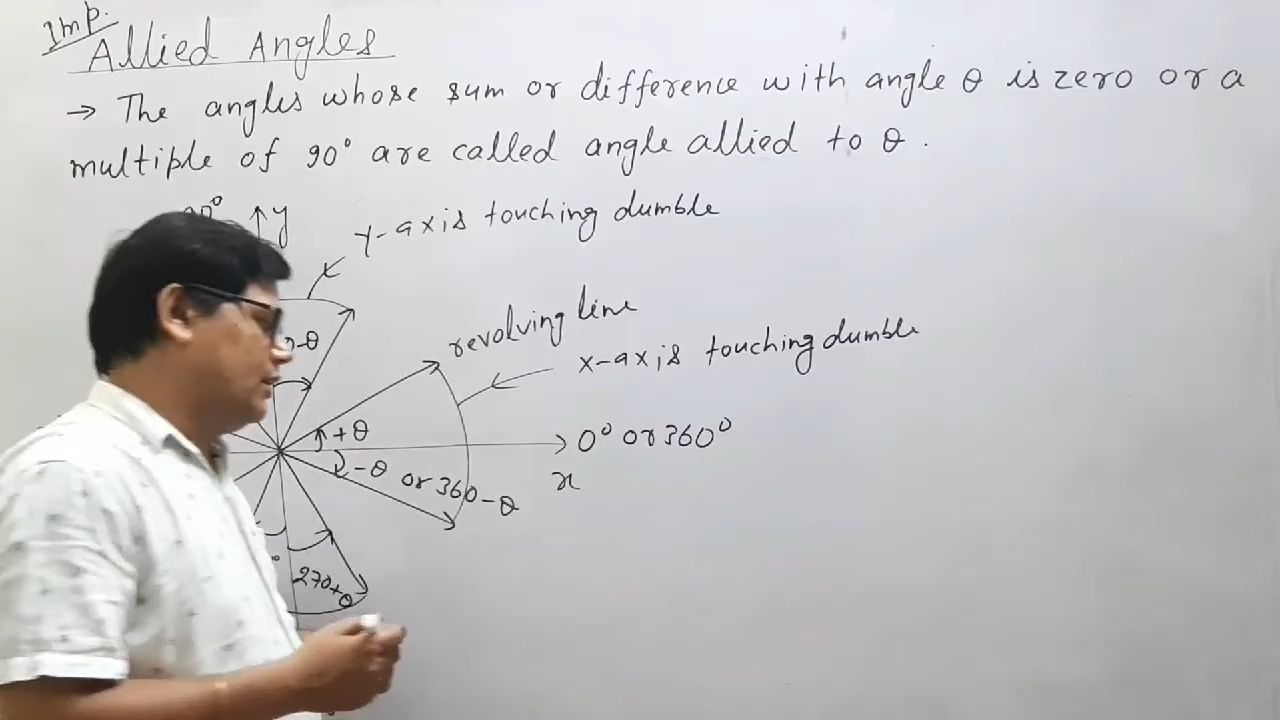 Imp.
Allied Angles
→ The angles whose sum or difference with angle θ is zero or a
multiple of 90° are called angle allied to θ.
y
y-axis touching dumble
revolving line
-θ
x-axis touching dumble
+θ
0° or 360°
-θ or 360-θ
x
270+θ